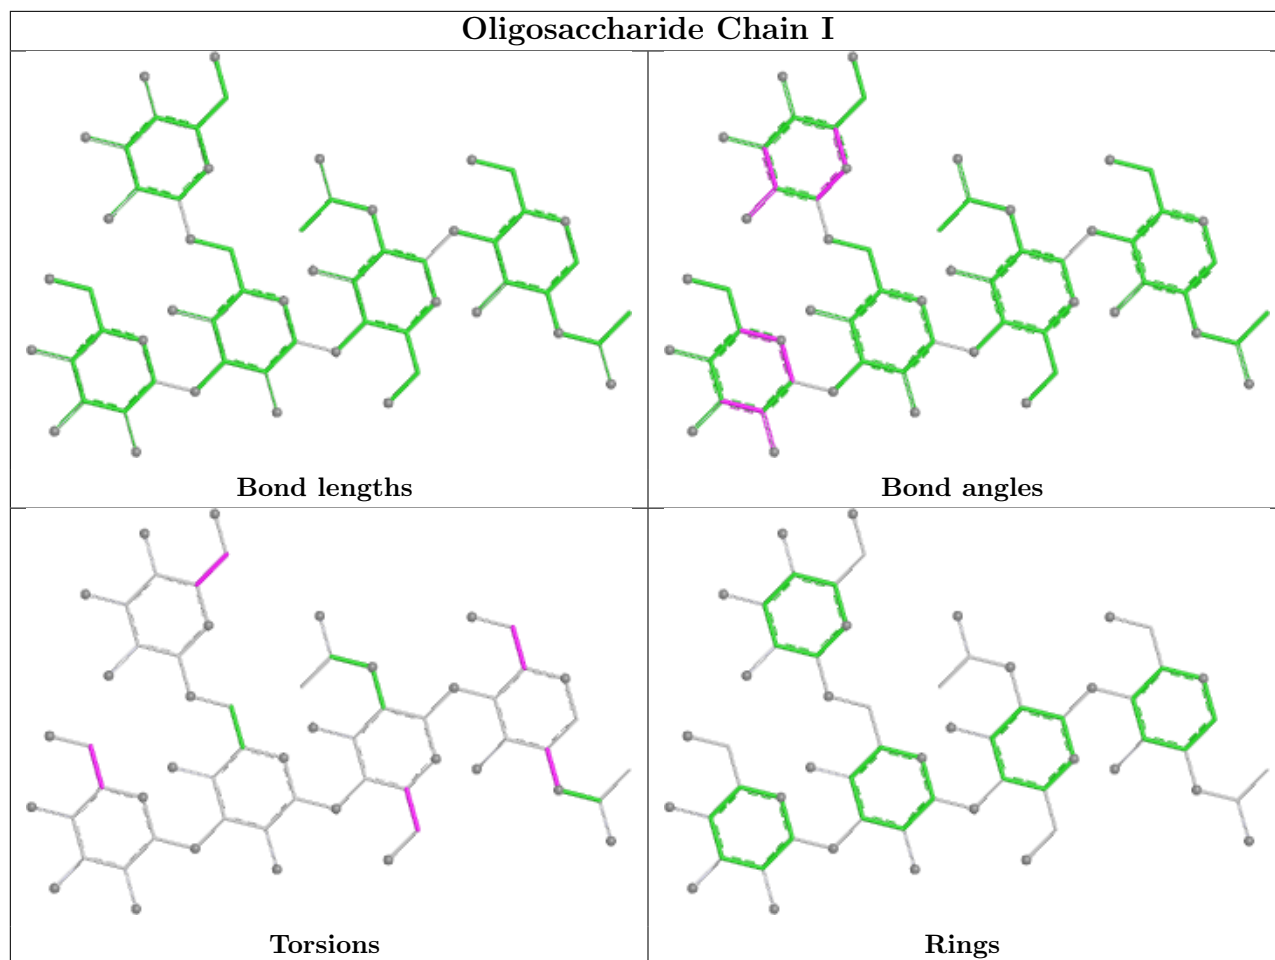 Oligosaccharide Chain I
Bond lengths
Bond angles
Torsions
Rings